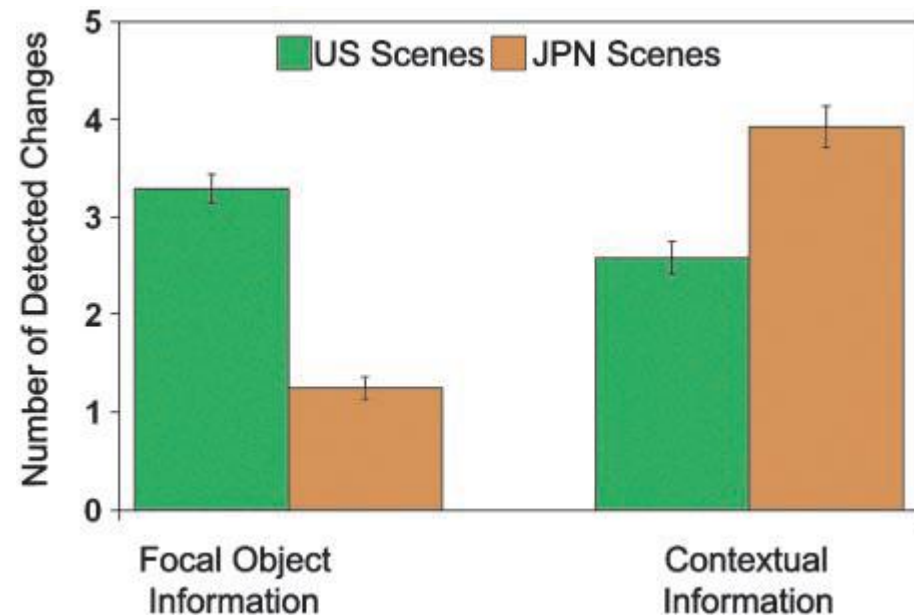 Number of Detected Changes
5
4
3
2
1
0
US Scenes JPN Scenes
Focal Object
Information
Contextual
Information